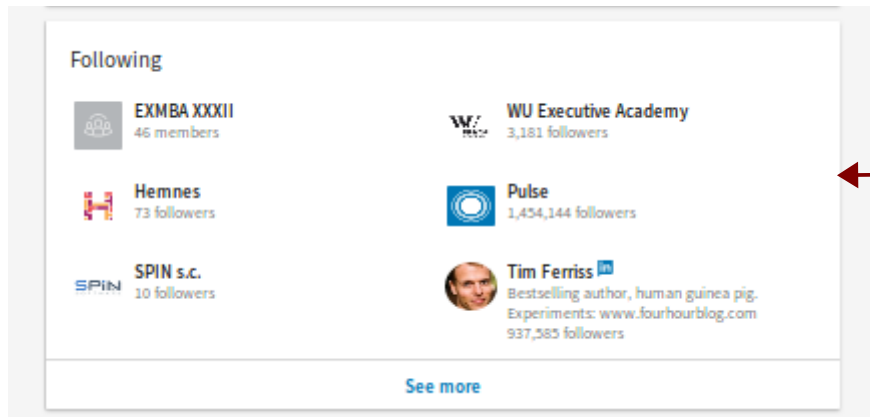 Following
EXMBA XXXII
46 members
WU Executive Academy
3,181 followers
Hemnes
73 followers
Pulse
1,454,144 followers
SPiN
SPIN s.c.
10 followers
Tim Ferriss in
Bestselling author, human guinea pig.
Experiments: www.fourhourblog.com
937,585 followers
See more